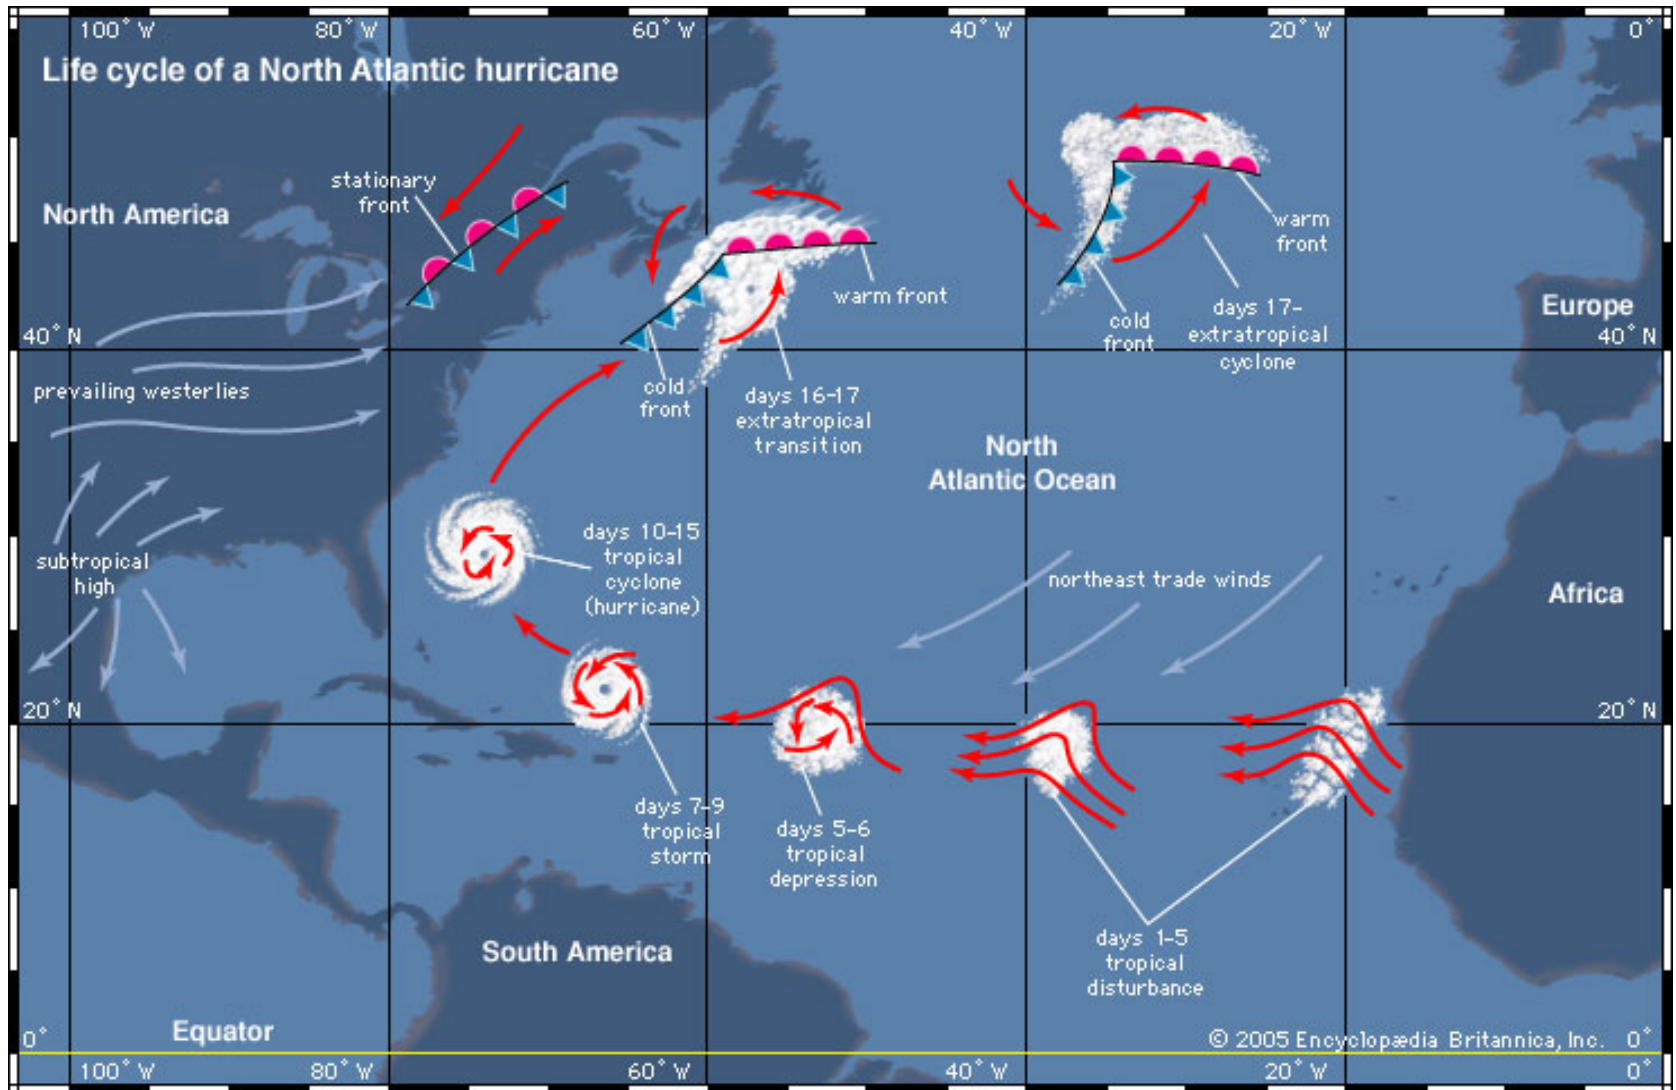 100° W
80° W
60° W
40° W
20° W
0°
Life cycle of a North Atlantic hurricane
stationary
front
North America
warm
front
warm front
Europe
days 17-
extratropical
cyclone
cold
front
40° N
40° N
prevailing westerlies
cold
front
days 16-17
extratropical
transition
North
Atlantic Ocean
subtropical
high
days 10-15
tropical
cyclone
(hurricane)
northeast trade winds
Africa
20° N
20° N
days 7-9
tropical
storm
days 5-6
tropical
depression
days 1-5
tropical
disturbance
South America
Equator
0°
© 2005 Encyclopædia Britannica, Inc.
0°
100° W
80° W
60° W
40° W
20° W
0°